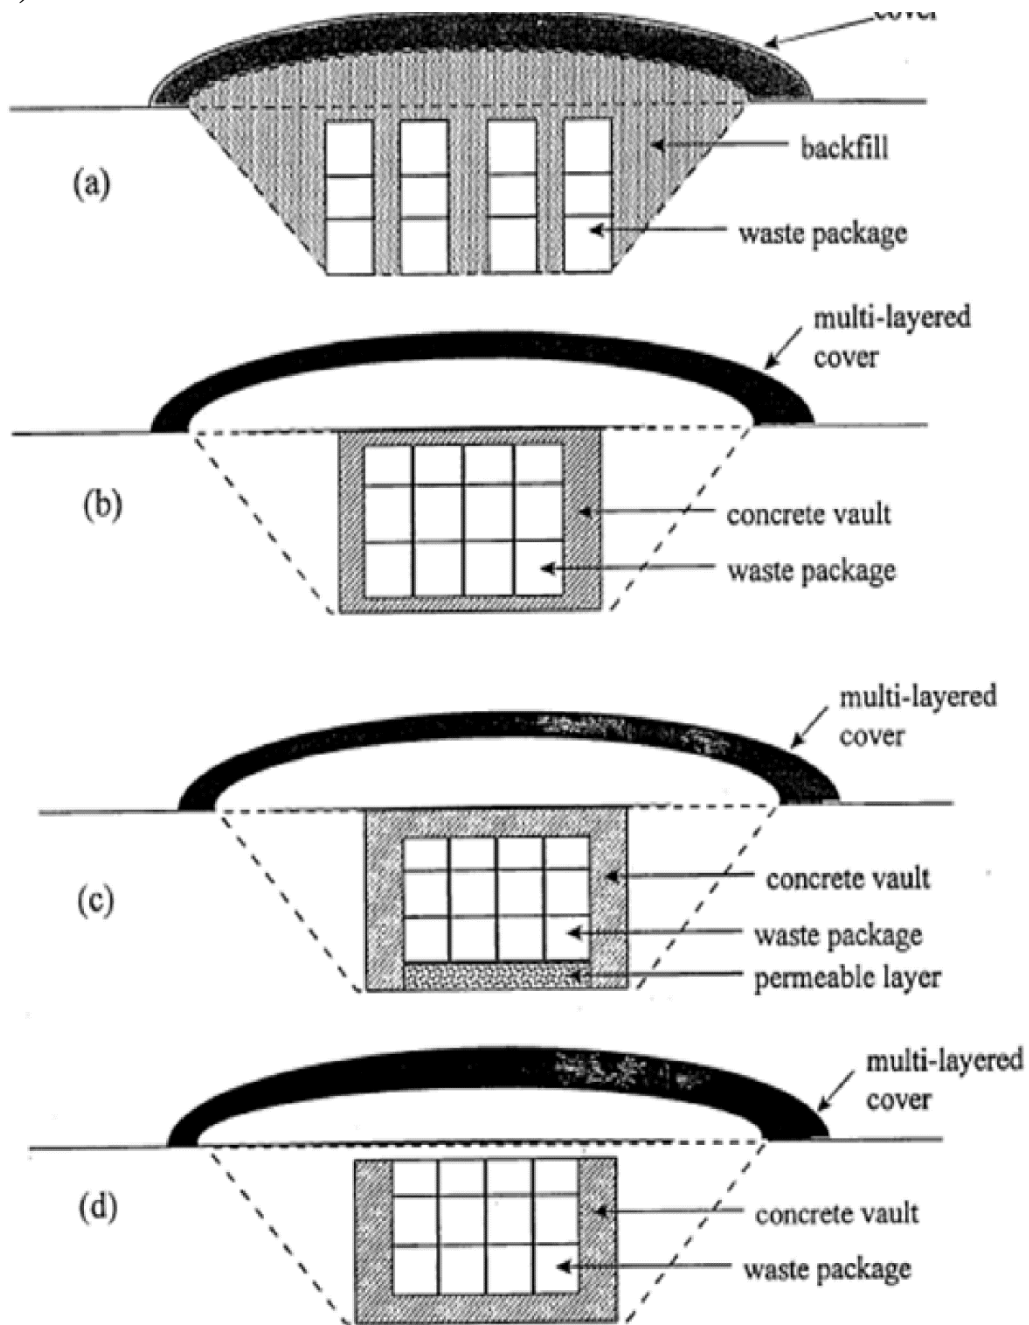 cover
backfill
(a)
waste package
multi-layered
cover
(b)
concrete vault
waste package
multi-layered
cover
(c)
concrete vault
waste package
permeable layer
multi-layered
cover
(d)
concrete vault
waste package